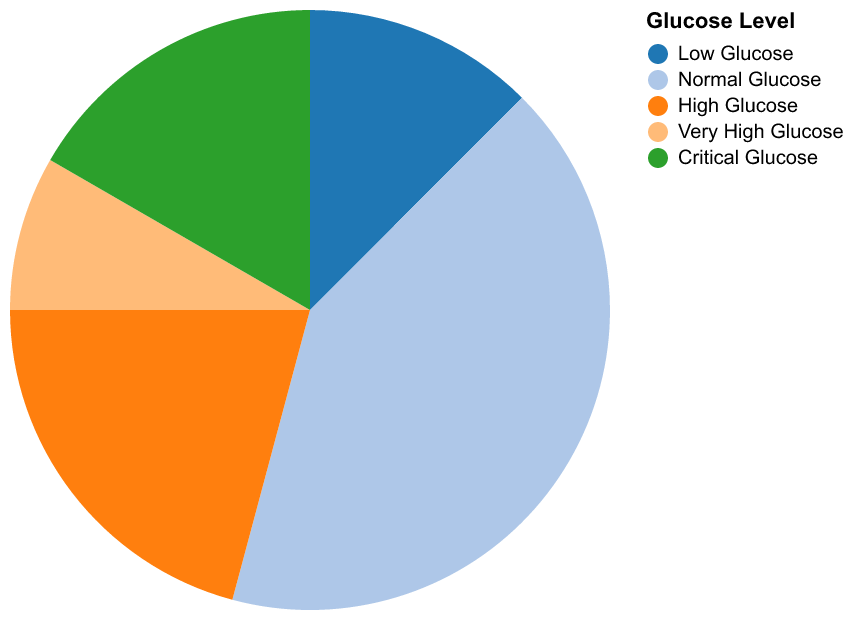 Glucose Level
Low Glucose
Normal Glucose
High Glucose
Very High Glucose
Critical Glucose